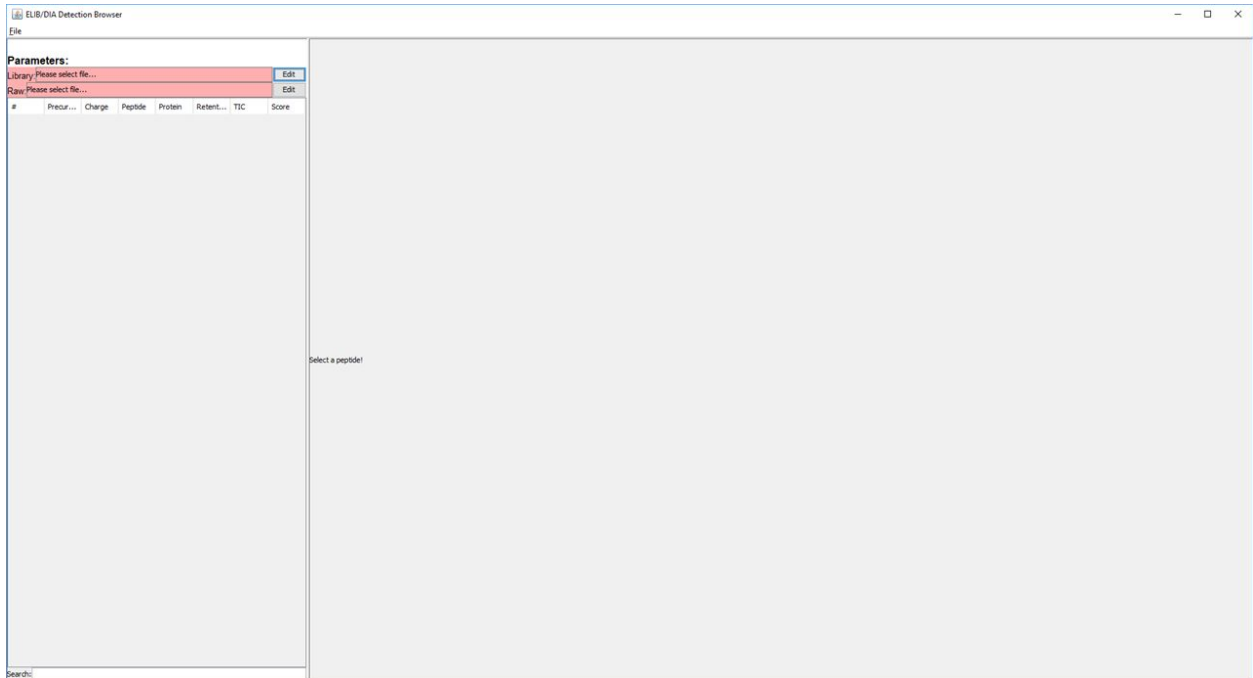 ELIB/DIA Detection Browser
File
Parameters:
Library: Please select file... Edit
Raw: Please select file... Edit
# Precur... Charge Peptide Protein Retent... TIC Score
Select a peptide!
Search: